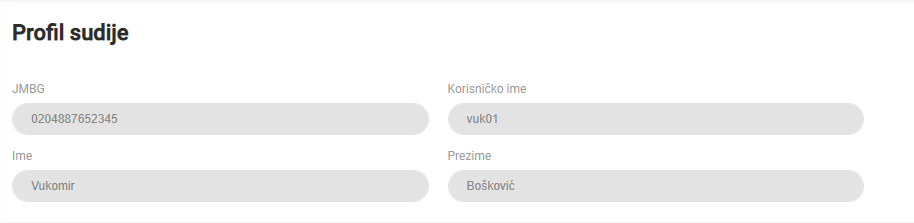 Profil sudije
JMBG
Korisničko ime
0204887652345
vuk01
Ime
Prezime
Vukomir
Bošković